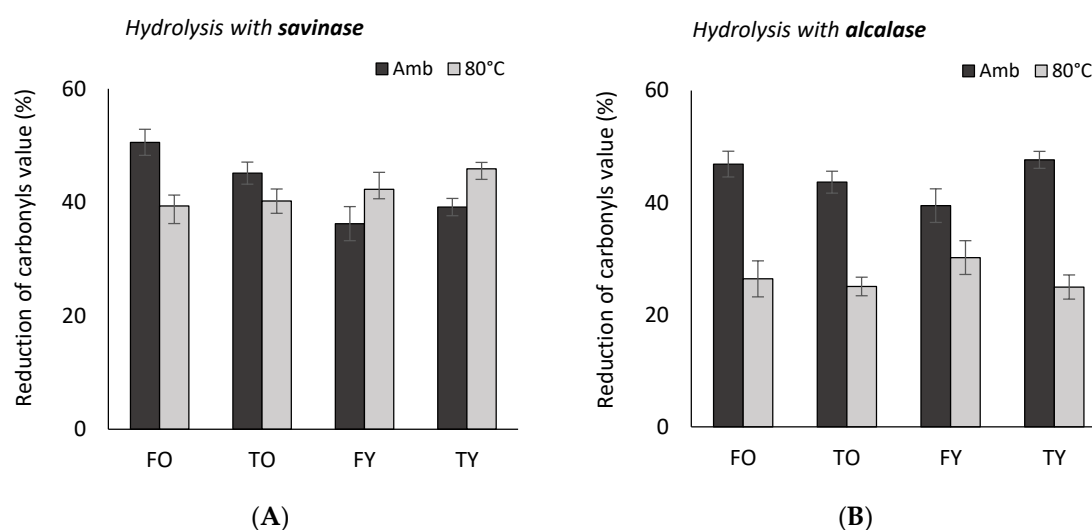 Hydrolysis with savinase
Amb 80°C
Reduction of carbonyls value (%)
60
40
20
0
FO TO FY TY
(A)
Hydrolysis with alcalase
Amb 80°C
Reduction of carbonyls value (%)
60
40
20
0
FO TO FY TY
(B)